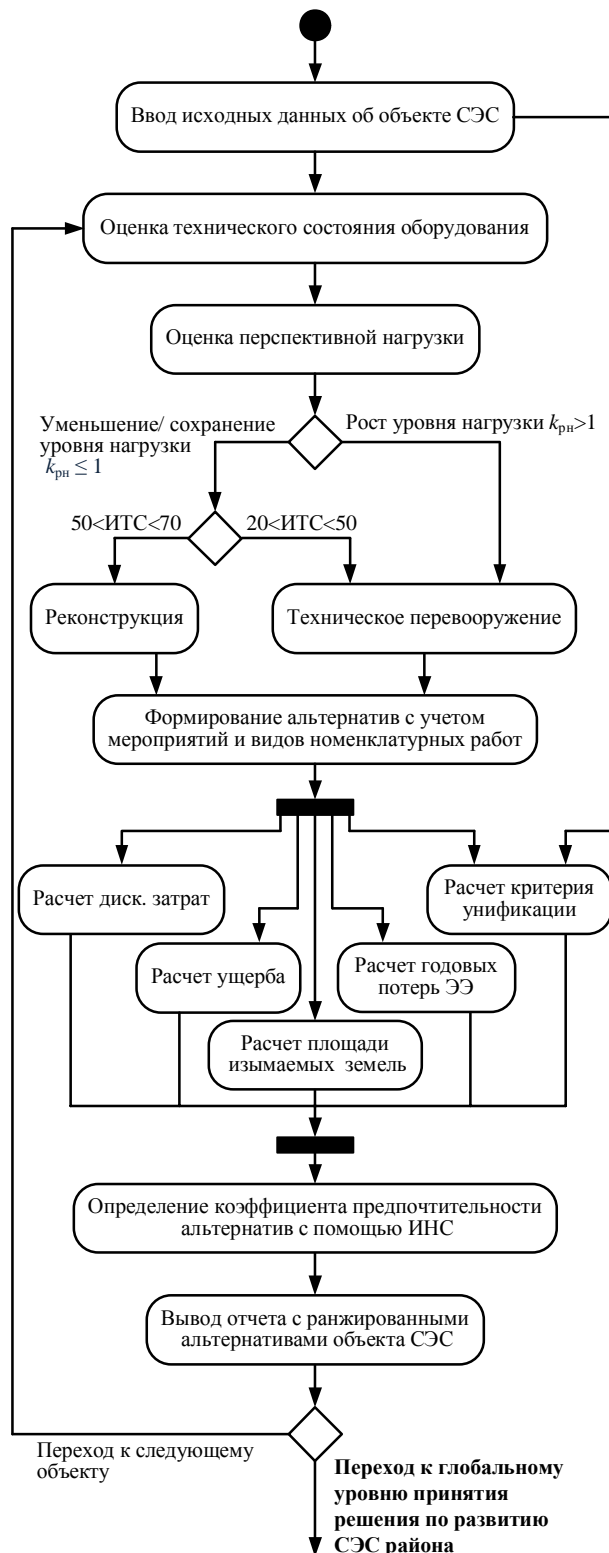 Ввод исходных данных об объекте СЭС
Оценка технического состояния оборудования
Оценка перспективной нагрузки
Уменьшение/ сохранение
уровня нагрузки
kрн ≤ 1
Рост уровня нагрузки kрн>1
50<ИТС<70
20<ИТС<50
Реконструкция
Техническое перевооружение
Формирование альтернатив с учетом
мероприятий и видов номенклатурных работ
Расчет диск. затрат
Расчет критерия
унификации
Расчет ущерба
Расчет годовых
потерь ЭЭ
Расчет площади
изымаемых земель
Определение коэффициента предпочтительности
альтернатив с помощью ИНС
Вывод отчета с ранжированными
альтернативами объекта СЭС
Переход к следующему
объекту
Переход к глобальному
уровню принятия
решения по развитию
СЭС района